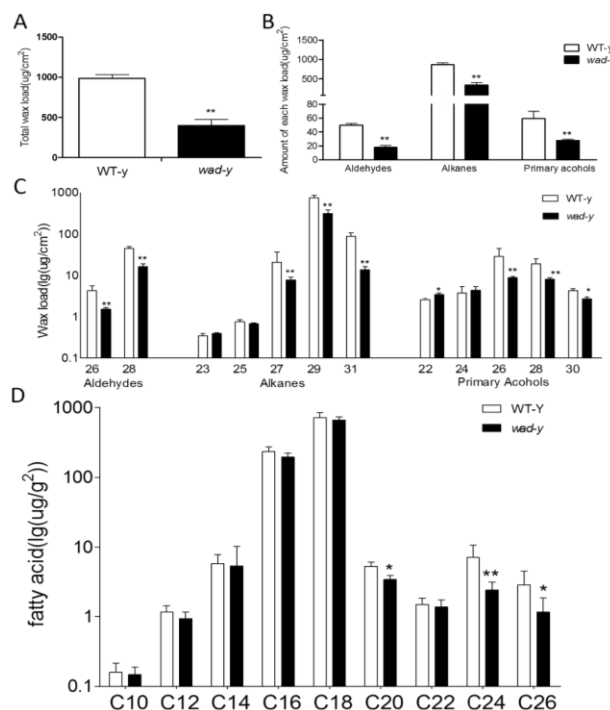 A
Total wax load(ug/cm²)
1500
1000
500
0
**
WT-y
wad-y
B
Amount of each wax load(ug/cm²)
1500
1000
500
60
40
20
0
WT-y
wad-
**
**
**
Aldehydes
Alkanes
Primary acohols
C
Wax load(lg(ug/cm²))
1000
100
10
1
0.1
WT-y
wad-y
**
**
**
**
**
*
**
**
*
26 28 23 25 27 29 31 22 24 26 28 30
Aldehydes Alkanes Primary Acohols
D
fatty acid(lg(ug/g²))
1000
100
10
1
0.1
WT-Y
wad-y
*
**
*
C10 C12 C14 C16 C18 C20 C22 C24 C26